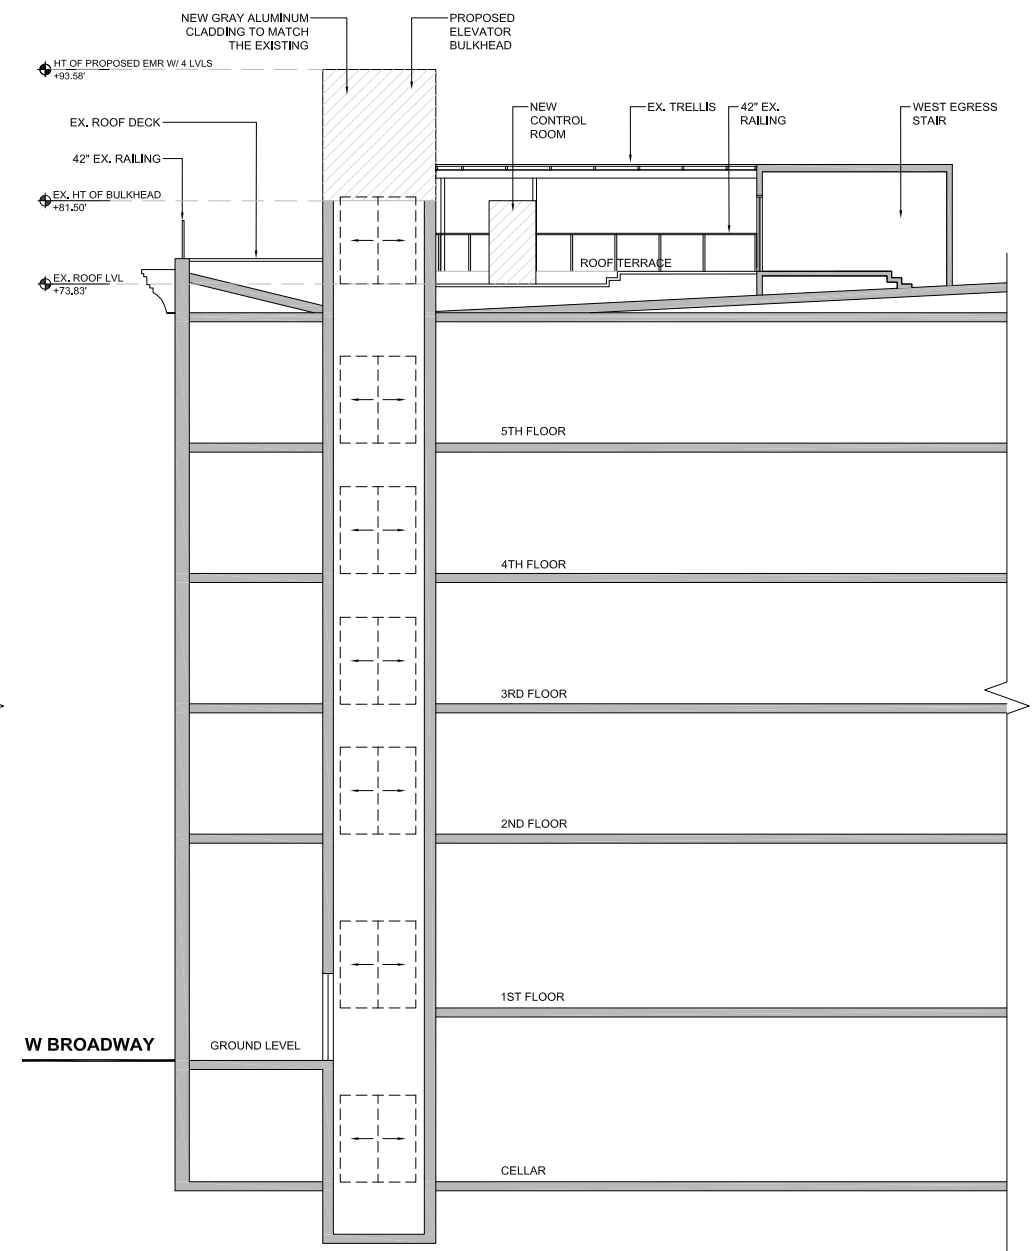 NEW GRAY ALUMINUM
CLADDING TO MATCH
THE EXISTING
PROPOSED
ELEVATOR
BULKHEAD
HT OF PROPOSED EMR W/ 4 LVLS
+93.58'
EX. ROOF DECK
42" EX. RAILING
NEW
CONTROL
ROOM
EX. TRELLIS
42" EX.
RAILING
WEST EGRESS
STAIR
EX. HT OF BULKHEAD
+81.50'
ROOF TERRACE
EX. ROOF LVL
+73.83'
5TH FLOOR
4TH FLOOR
3RD FLOOR
2ND FLOOR
1ST FLOOR
W BROADWAY
GROUND LEVEL
CELLAR